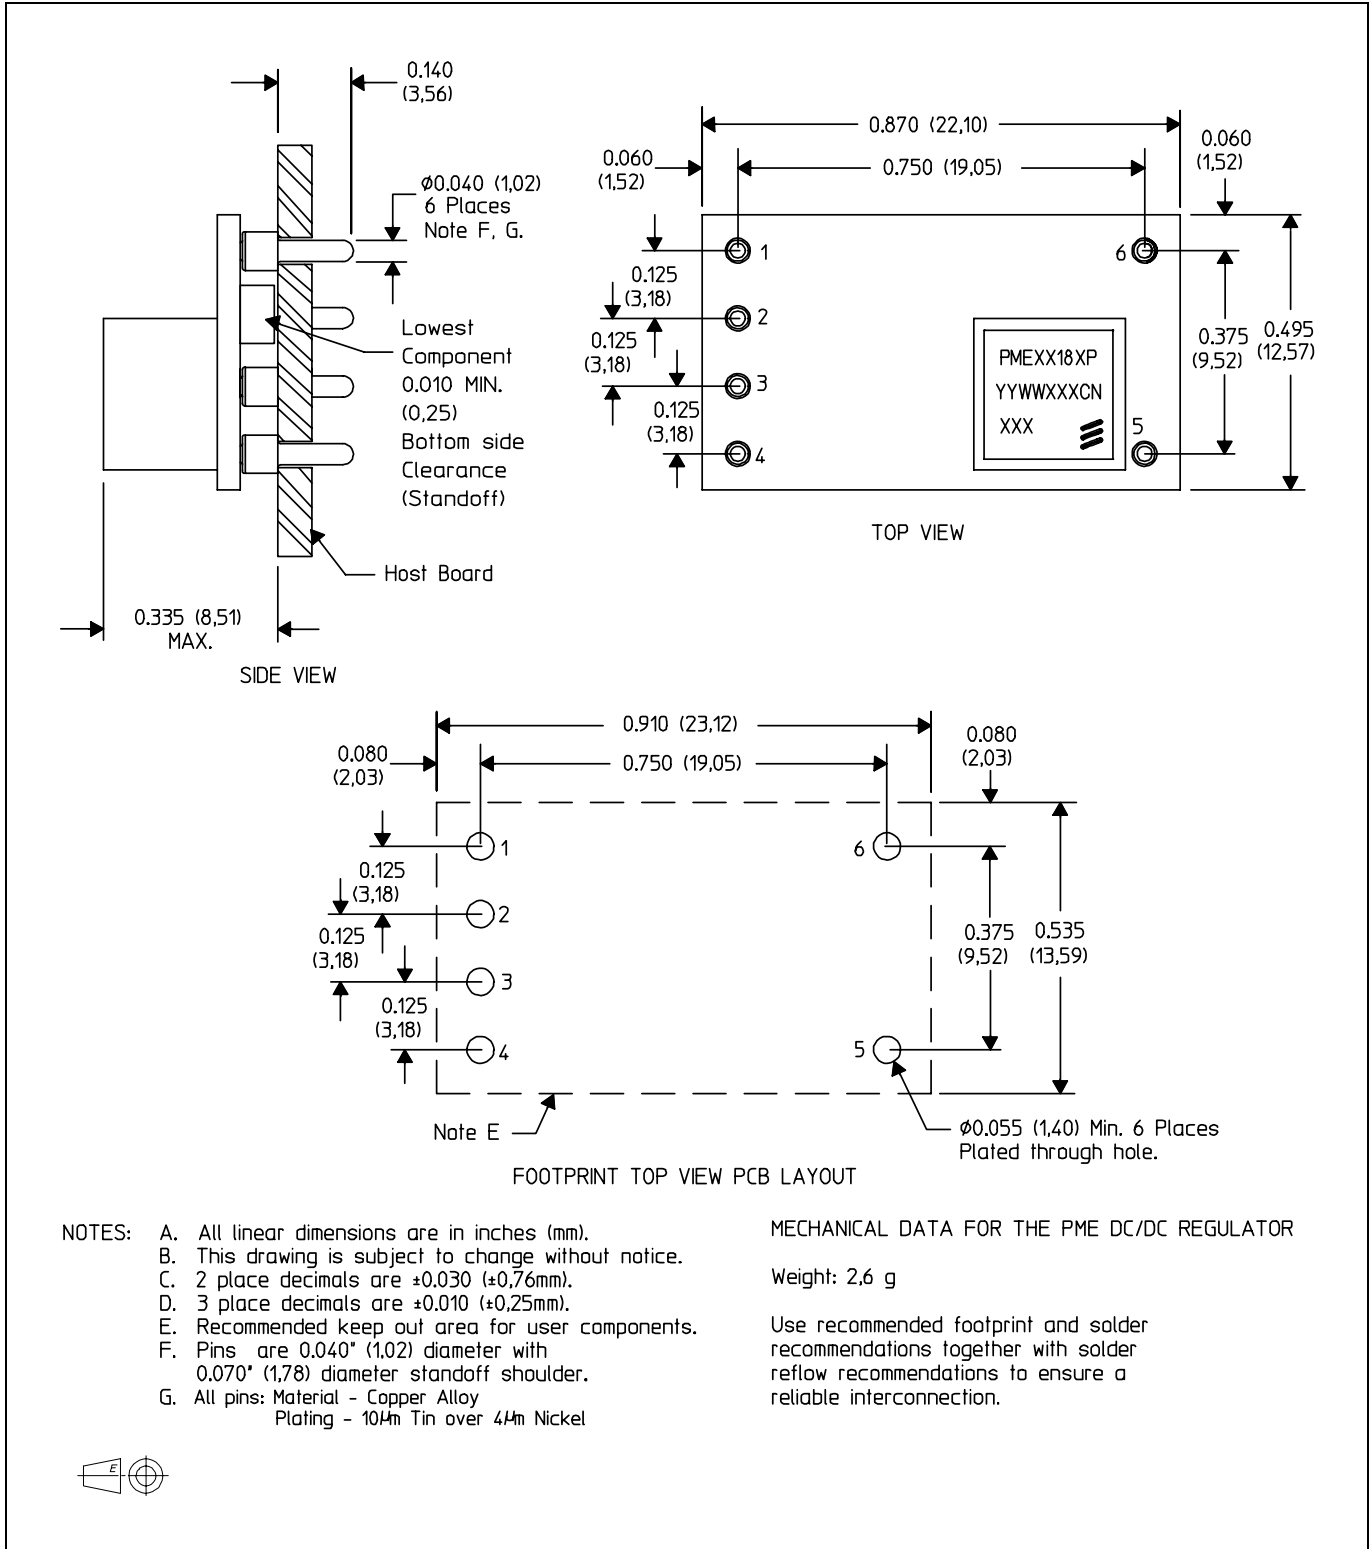 0.140
(3,56)
Ø0.040 (1,02)
6 Places
Note F, G.
Lowest
Component
0.010 MIN.
(0,25)
Bottom side
Clearance
(Standoff)
Host Board
0.335 (8,51)
MAX.
SIDE VIEW
0.870 (22,10)
0.750 (19,05)
0.060
(1,52)
0.060
(1,52)
1
6
0.125
(3,18)
2
0.125
(3,18)
3
0.125
(3,18)
4
5
0.375
(9,52)
0.495
(12,57)
PMEXX18XP
YYWWXXXCN
XXX
TOP VIEW
0.910 (23,12)
0.750 (19,05)
0.080
(2,03)
0.080
(2,03)
1
6
0.125
(3,18)
2
0.125
(3,18)
3
0.125
(3,18)
4
5
0.375
(9,52)
0.535
(13,59)
Note E
Ø0.055 (1,40) Min. 6 Places
Plated through hole.
FOOTPRINT TOP VIEW PCB LAYOUT
NOTES: A. All linear dimensions are in inches (mm).
B. This drawing is subject to change without notice.
C. 2 place decimals are ±0.030 (±0,76mm).
D. 3 place decimals are ±0.010 (±0,25mm).
E. Recommended keep out area for user components.
F. Pins are 0.040" (1,02) diameter with
0.070" (1,78) diameter standoff shoulder.
G. All pins: Material - Copper Alloy
Plating - 10µm Tin over 4µm Nickel
MECHANICAL DATA FOR THE PME DC/DC REGULATOR
Weight: 2,6 g
Use recommended footprint and solder
recommendations together with solder
reflow recommendations to ensure a
reliable interconnection.
E